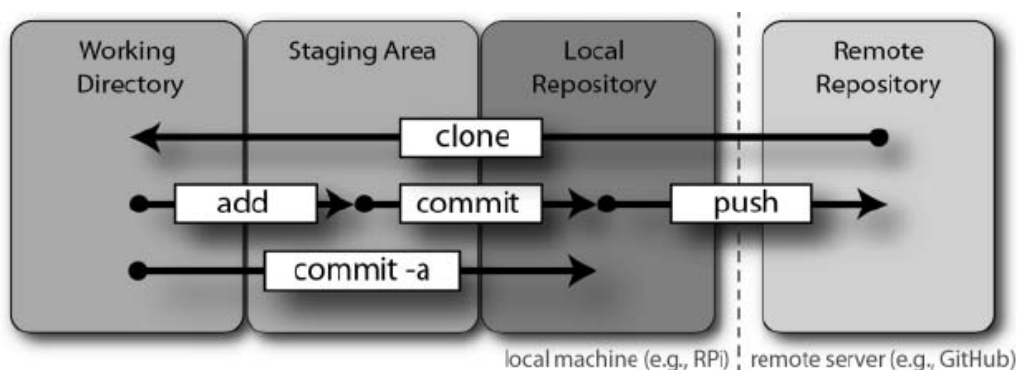 Working
Directory
Staging Area
Local
Repository
Remote
Repository
clone
add
commit
push
commit -a
local machine (e.g., RPi)
remote server (e.g., GitHub)